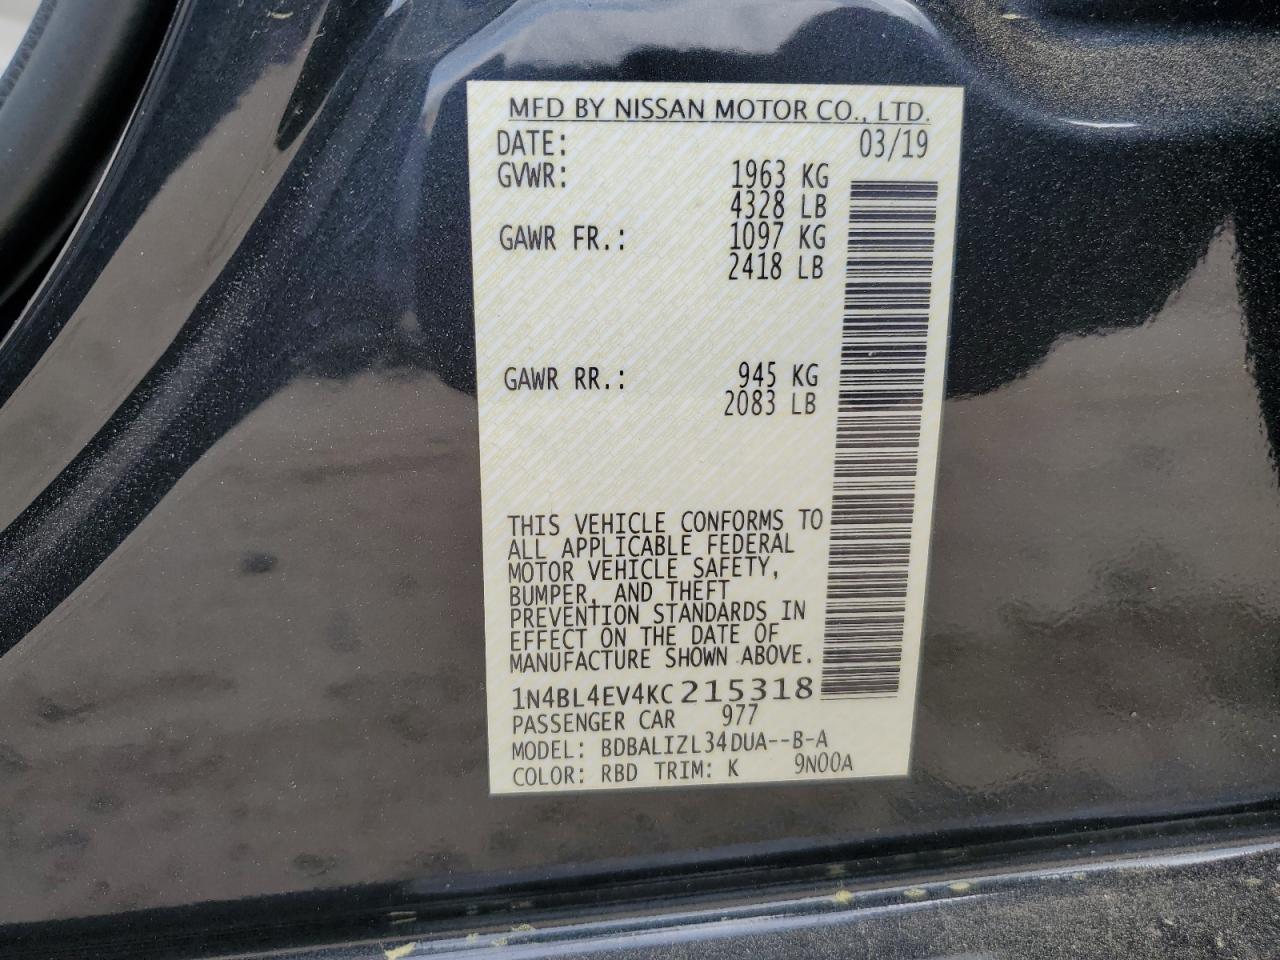 MFD BY NISSAN MOTOR CO., LTD.
DATE: 03/19
GVWR: 1963 KG
4328 LB
GAWR FR.: 1097 KG
2418 LB
GAWR RR.: 945 KG
2083 LB
THIS VEHICLE CONFORMS TO
ALL APPLICABLE FEDERAL
MOTOR VEHICLE SAFETY,
BUMPER, AND THEFT
PREVENTION STANDARDS IN
EFFECT ON THE DATE OF
MANUFACTURE SHOWN ABOVE.
1N4BL4EV4KC215318
PASSENGER CAR 977
MODEL: BDBALIZL34DUA--B-A
COLOR: RBD TRIM: K 9N00A